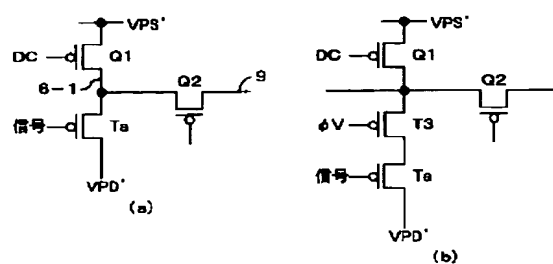 VPS'
DC
Q1
6-1
Q2
9
信号
Ta
VPD'
(a)
VPS'
DC
Q1
Q2
φV
T3
信号
Ta
VPD'
(b)